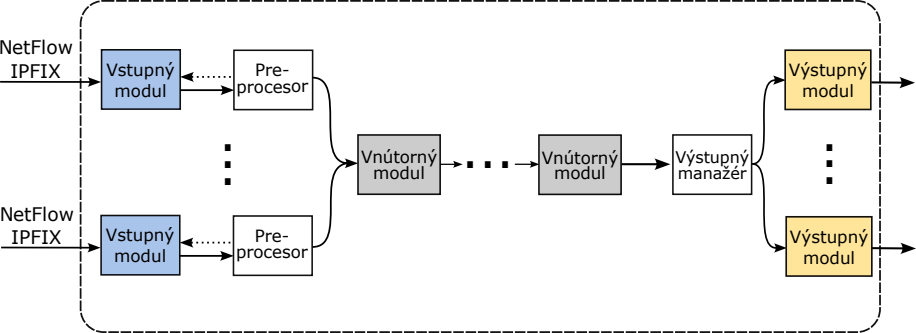 NetFlow
IPFIX
Vstupný
modul
Pre-
procesor
Vnútorný
modul
Vnútorný
modul
Výstupný
manažér
Výstupný
modul
NetFlow
IPFIX
Vstupný
modul
Pre-
procesor
Výstupný
modul